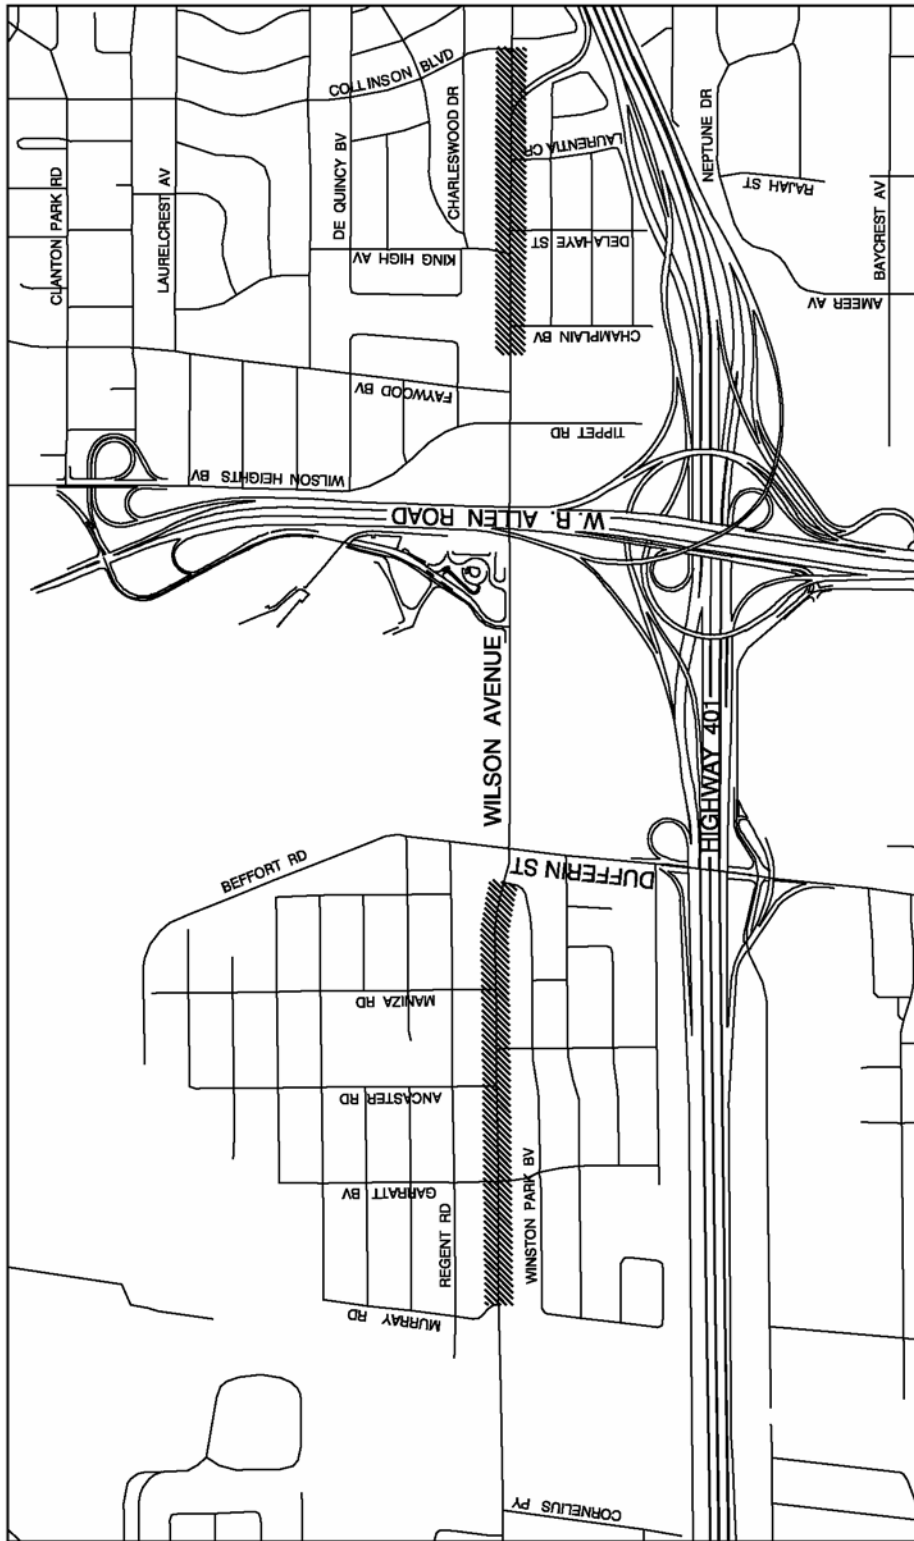 COLLINSON BLVD
CLANTON PARK RD
LAURELCREST AV
DE QUINCY BV
CHARLESWOOD DR
KING HIGH AV
LAURENTIA CR
DELAHAYE ST
CHAMPLAIN BV
NEPTUNE DR
RAJAH ST
BAYCREST AV
AMEER AV
FAYWOOD BV
TIPPET RD
WILSON HEIGHTS BV
W. R. ALLEN ROAD
WILSON AVENUE
HIGHWAY 401
BEFFORT RD
DUFFERIN ST
MANIZA RD
ANCASTER RD
GARRATT BV
REGENT RD
WINSTON PARK BV
MURRAY RD
CORNELIUS PY